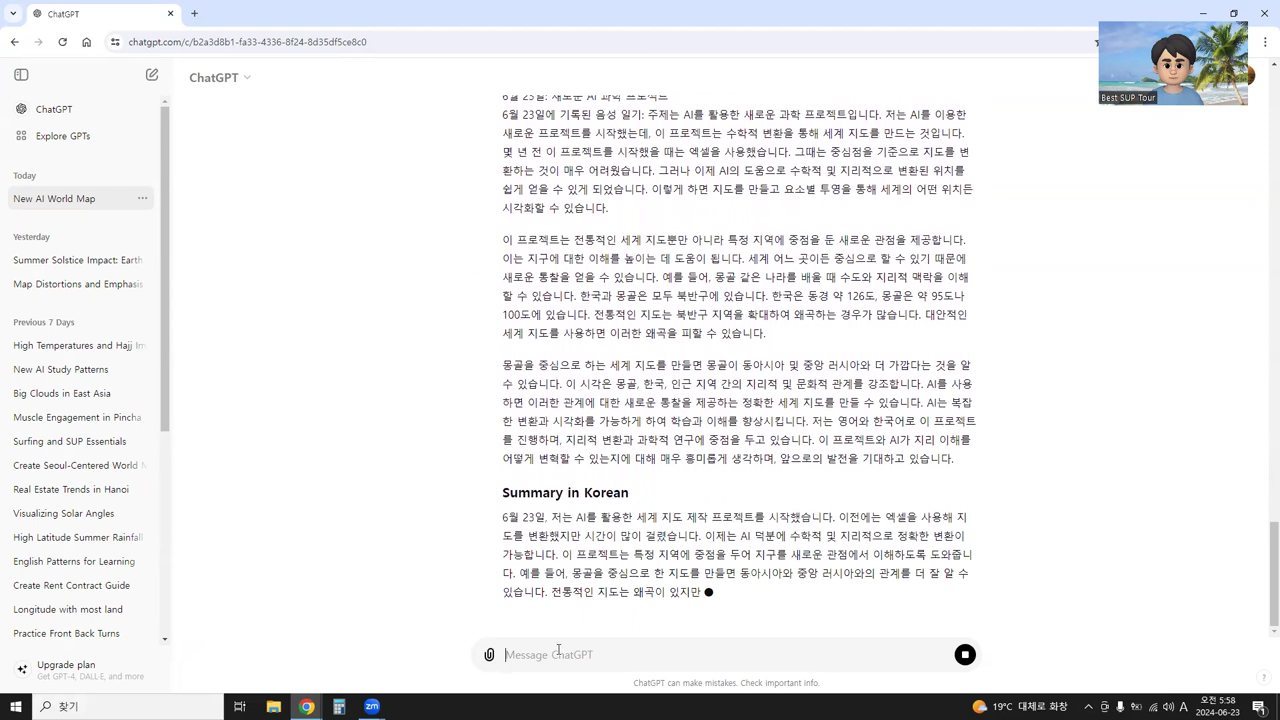 ChatGPT
chatgpt.com/c/b2a3d8b1-fa33-4336-8f24-8d35df5ce8c0
Best SUP Tour
ChatGPT
ChatGPT
Explore GPTs
Today
New AI World Map
Yesterday
Summer Solstice Impact: Earth
Map Distortions and Emphasis
Previous 7 Days
High Temperatures and Hajj Im
New AI Study Patterns
Big Clouds in East Asia
Muscle Engagement in Pincha
Surfing and SUP Essentials
Create Seoul-Centered World M
Real Estate Trends in Hanoi
Visualizing Solar Angles
High Latitude Summer Rainfall
English Patterns for Learning
Create Rent Contract Guide
Longitude with most land
Practice Front Back Turns
Upgrade plan
Get GPT-4, DALL·E, and more
6월 23일: 새로운 AI 과학 프로젝트
6월 23일에 기록된 음성 일기: 주제는 AI를 활용한 새로운 과학 프로젝트입니다. 저는 AI를 이용한
새로운 프로젝트를 시작했는데, 이 프로젝트는 수학적 변환을 통해 세계 지도를 만드는 것입니다.
몇 년 전 이 프로젝트를 시작했을 때는 엑셀을 사용했습니다. 그때는 중심점을 기준으로 지도를 변
환하는 것이 매우 어려웠습니다. 그러나 이제 AI의 도움으로 수학적 및 지리적으로 변환된 위치를
쉽게 얻을 수 있게 되었습니다. 이렇게 하면 지도를 만들고 요소별 투영을 통해 세계의 어떤 위치든
시각화할 수 있습니다.
이 프로젝트는 전통적인 세계 지도뿐만 아니라 특정 지역에 중점을 둔 새로운 관점을 제공합니다.
이는 지구에 대한 이해를 높이는 데 도움이 됩니다. 세계 어느 곳이든 중심으로 할 수 있기 때문에
새로운 통찰을 얻을 수 있습니다. 예를 들어, 몽골 같은 나라를 배울 때 수도와 지리적 맥락을 이해
할 수 있습니다. 한국과 몽골은 모두 북반구에 있습니다. 한국은 동경 약 126도, 몽골은 약 95도나
100도에 있습니다. 전통적인 지도는 북반구 지역을 확대하여 왜곡하는 경우가 많습니다. 대안적인
세계 지도를 사용하면 이러한 왜곡을 피할 수 있습니다.
몽골을 중심으로 하는 세계 지도를 만들면 몽골이 동아시아 및 중앙 러시아와 더 가깝다는 것을 알
수 있습니다. 이 시각은 몽골, 한국, 인근 지역 간의 지리적 및 문화적 관계를 강조합니다. AI를 사용
하면 이러한 관계에 대한 새로운 통찰을 제공하는 정확한 세계 지도를 만들 수 있습니다. AI는 복잡
한 변환과 시각화를 가능하게 하여 학습과 이해를 향상시킵니다. 저는 영어와 한국어로 이 프로젝트
를 진행하며, 지리적 변환과 과학적 연구에 중점을 두고 있습니다. 이 프로젝트와 AI가 지리 이해를
어떻게 변혁할 수 있는지에 대해 매우 흥미롭게 생각하며, 앞으로의 발전을 기대하고 있습니다.
Summary in Korean
6월 23일, 저는 AI를 활용한 세계 지도 제작 프로젝트를 시작했습니다. 이전에는 엑셀을 사용해 지
도를 변환했지만 시간이 많이 걸렸습니다. 이제는 AI 덕분에 수학적 및 지리적으로 정확한 변환이
가능합니다. 이 프로젝트는 특정 지역에 중점을 두어 지구를 새로운 관점에서 이해하도록 도와줍니
다. 예를 들어, 몽골을 중심으로 한 지도를 만들면 동아시아와 중앙 러시아와의 관계를 더 잘 알 수
있습니다. 전통적인 지도는 왜곡이 있지만
Message ChatGPT
ChatGPT can make mistakes. Check important info.
?
찾기
zm
19°C 대체로 화창
A
오전 5:58
2024-06-23
1